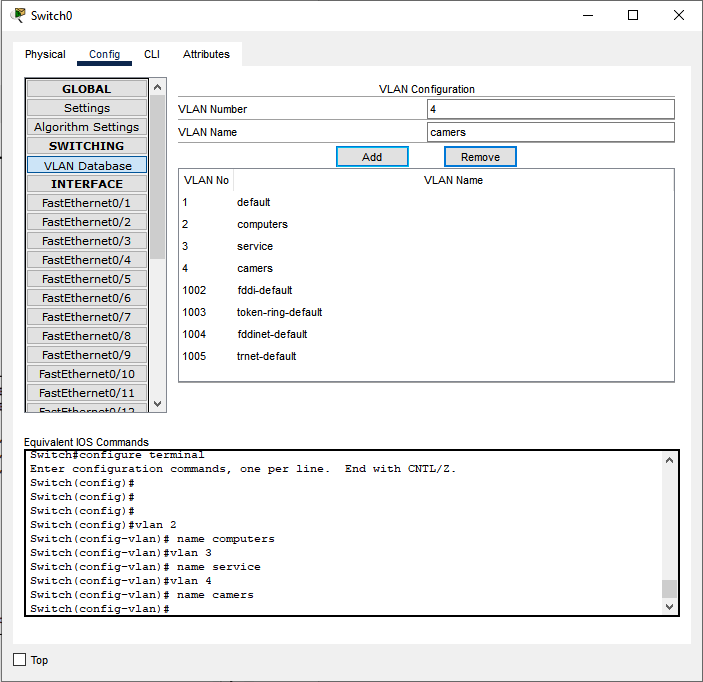 Switch0
Physical Config CLI Attributes
GLOBAL
Settings
Algorithm Settings
SWITCHING
VLAN Database
INTERFACE
FastEthernet0/1
FastEthernet0/2
FastEthernet0/3
FastEthernet0/4
FastEthernet0/5
FastEthernet0/6
FastEthernet0/7
FastEthernet0/8
FastEthernet0/9
FastEthernet0/10
FastEthernet0/11
FastEthernet0/12
VLAN Configuration
VLAN Number 4
VLAN Name camers
Add Remove
VLAN No VLAN Name
1 default
2 computers
3 service
4 camers
1002 fddi-default
1003 token-ring-default
1004 fddinet-default
1005 trnet-default
Equivalent IOS Commands
Switch#configure terminal
Enter configuration commands, one per line. End with CNTL/Z.
Switch(config)#
Switch(config)#
Switch(config)#
Switch(config)#vlan 2
Switch(config-vlan)# name computers
Switch(config-vlan)#vlan 3
Switch(config-vlan)# name service
Switch(config-vlan)#vlan 4
Switch(config-vlan)# name camers
Switch(config-vlan)#
Top